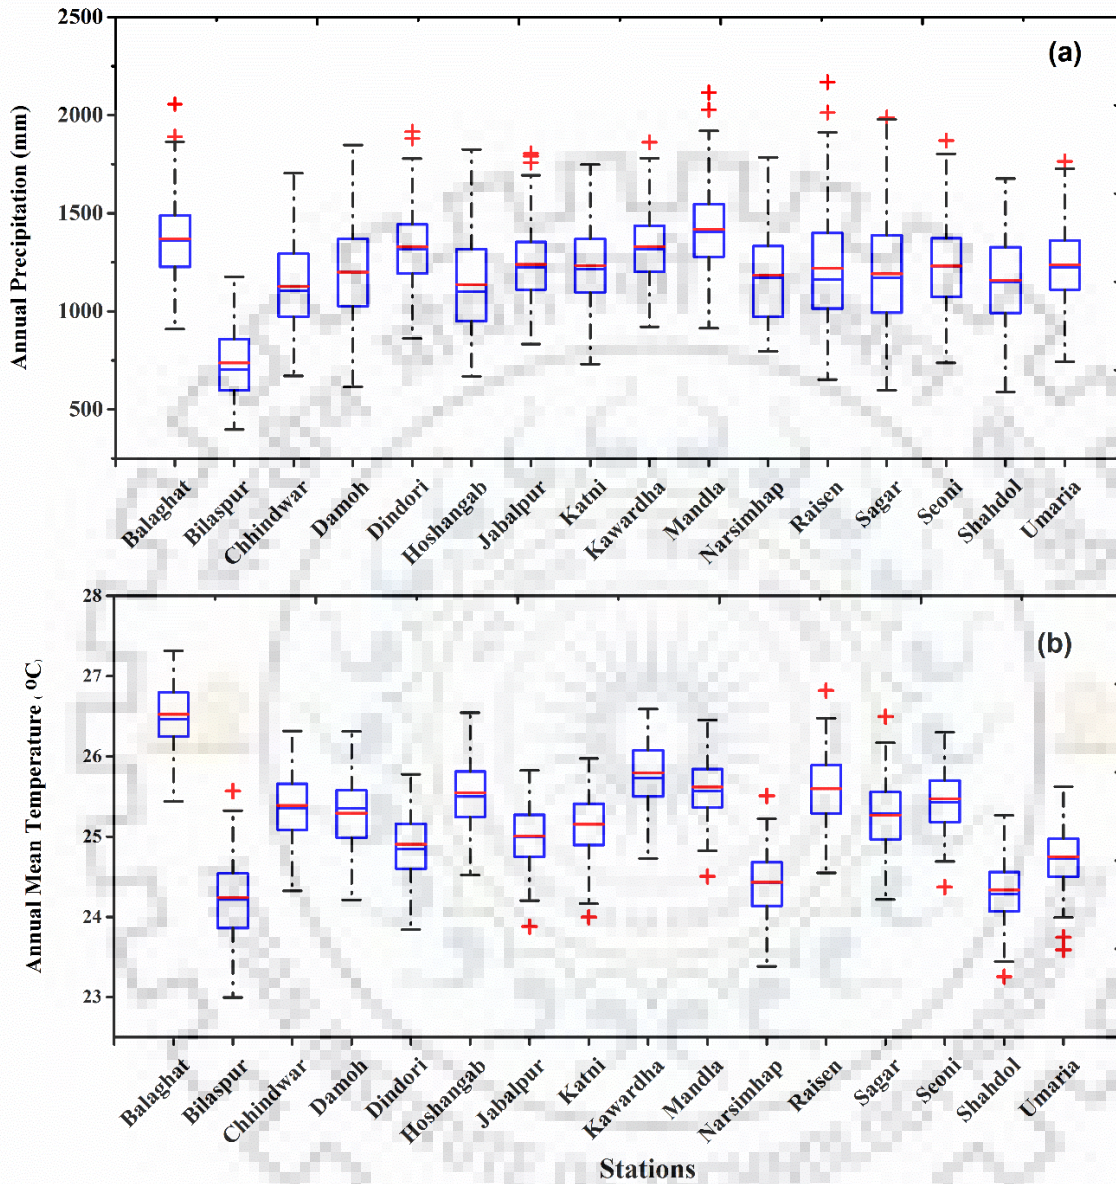 2500
(a)
2000
1500
1000
500
Annual Precipitation (mm)
Balaghat
Bilaspur
Chhindwar
Damoh
Dindori
Hoshangab
Jabalpur
Katni
Kawardha
Mandla
Narsimhap
Raisen
Sagar
Seoni
Shahdol
Umaria
28
(b)
27
26
25
24
23
Annual Mean Temperature (°C)
Balaghat
Bilaspur
Chhindwar
Damoh
Dindori
Hoshangab
Jabalpur
Katni
Kawardha
Mandla
Narsimhap
Raisen
Sagar
Seoni
Shahdol
Umaria
Stations